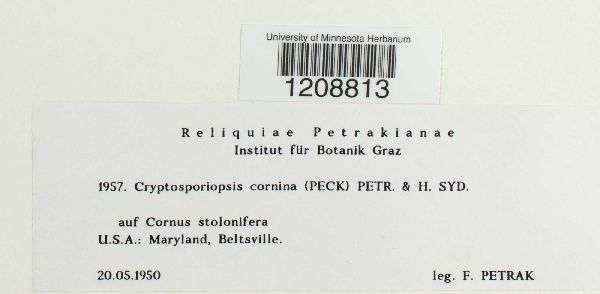 University of Minnesota Herbarium
1208813
Reliquiae Petrakianae
Institut für Botanik Graz
1957. Cryptosporiopsis cornina (PECK) PETR. & H. SYD.
auf Cornus stolonifera
U.S.A.: Maryland, Beltsville.
20.05.1950 leg. F. PETRAK